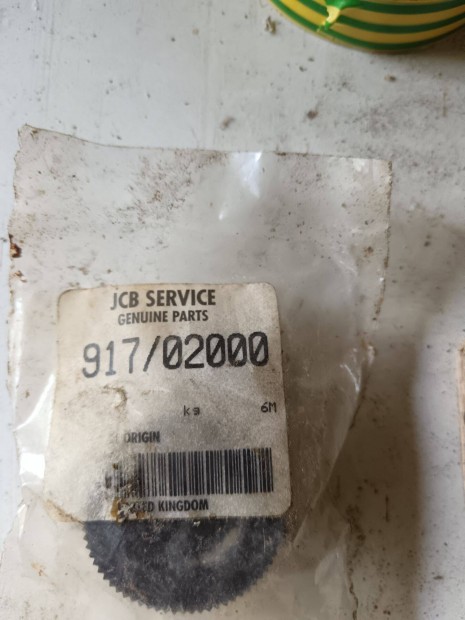 JCB SERVICE
GENUINE PARTS
917/02000
kg 6M
ORIGIN
KINGDOM